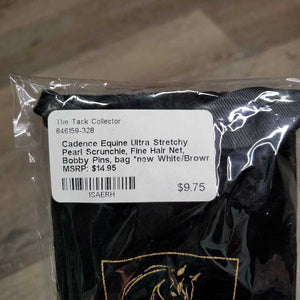 The Tack Collector
846159-328
Cadence Equine Ultra Stretchy
Pearl Scrunchie, Fine Hair Net,
Bobby Pins, bag *new White/Browr
MSRP: $14.95
1SAERH
$9.75